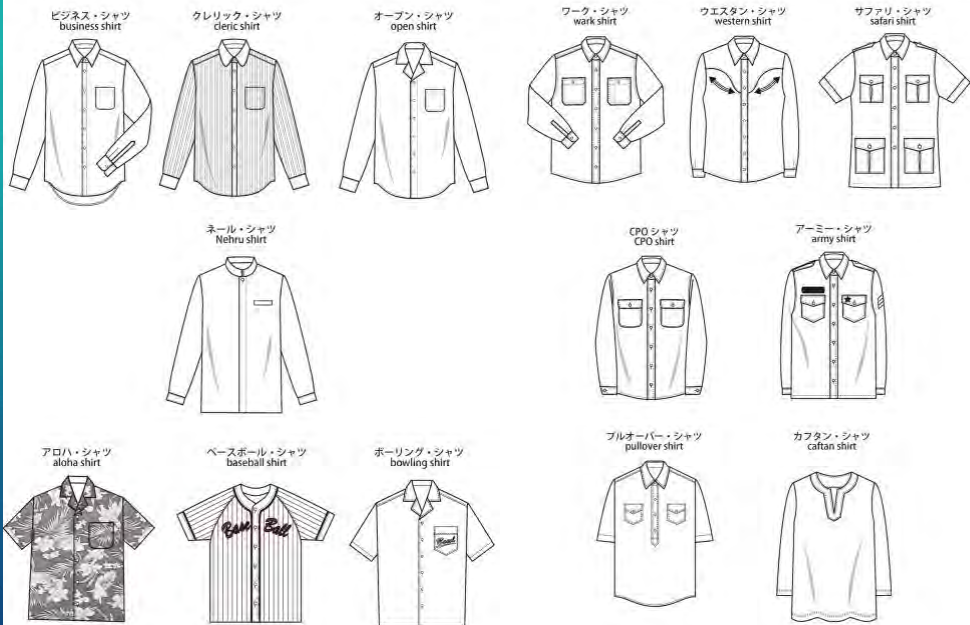 ビジネス・シャツ
business shirt
クレリック・シャツ
cleric shirt
オープン・シャツ
open shirt
ワーク・シャツ
wark shirt
ウエスタン・シャツ
western shirt
サファリ・シャツ
safari shirt
ネール・シャツ
Nehru shirt
CPO シャツ
CPO shirt
アーミー・シャツ
army shirt
アロハ・シャツ
aloha shirt
ベースボール・シャツ
baseball shirt
ボーリング・シャツ
bowling shirt
プルオーバー・シャツ
pullover shirt
カフタン・シャツ
caftan shirt
Base Ball